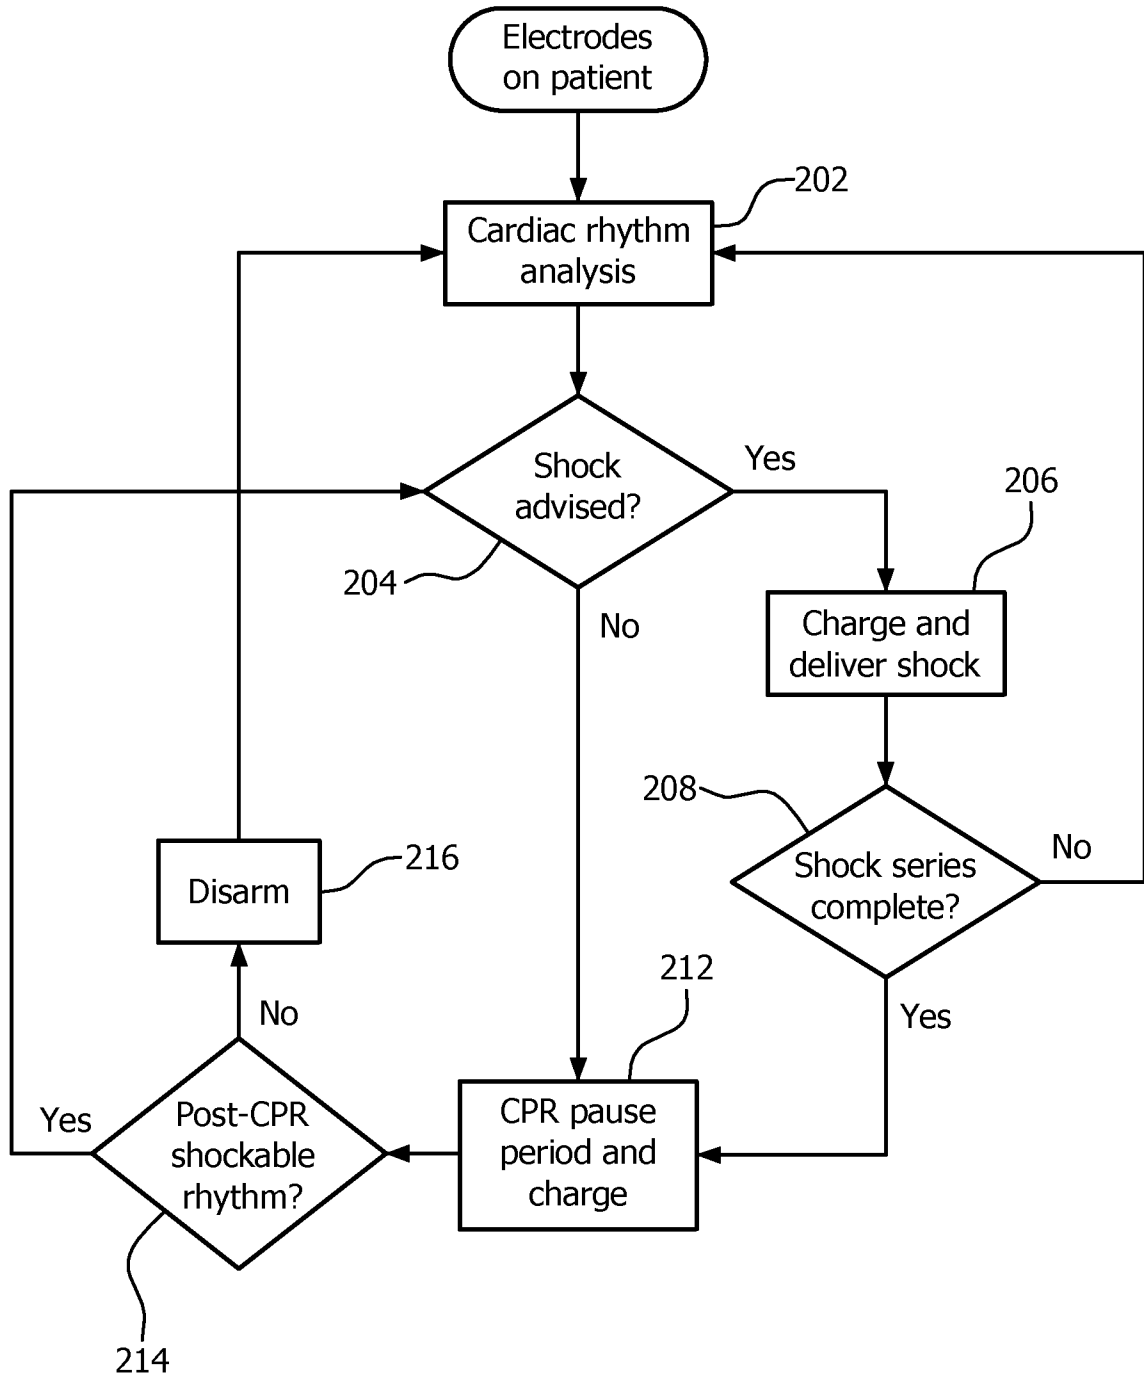 Electrodes
on patient
202
Cardiac rhythm
analysis
Shock
advised?
Yes
204
No
206
Charge and
deliver shock
208
Shock series
complete?
No
216
Disarm
212
Yes
No
CPR pause
period and
charge
Yes
Post-CPR
shockable
rhythm?
214